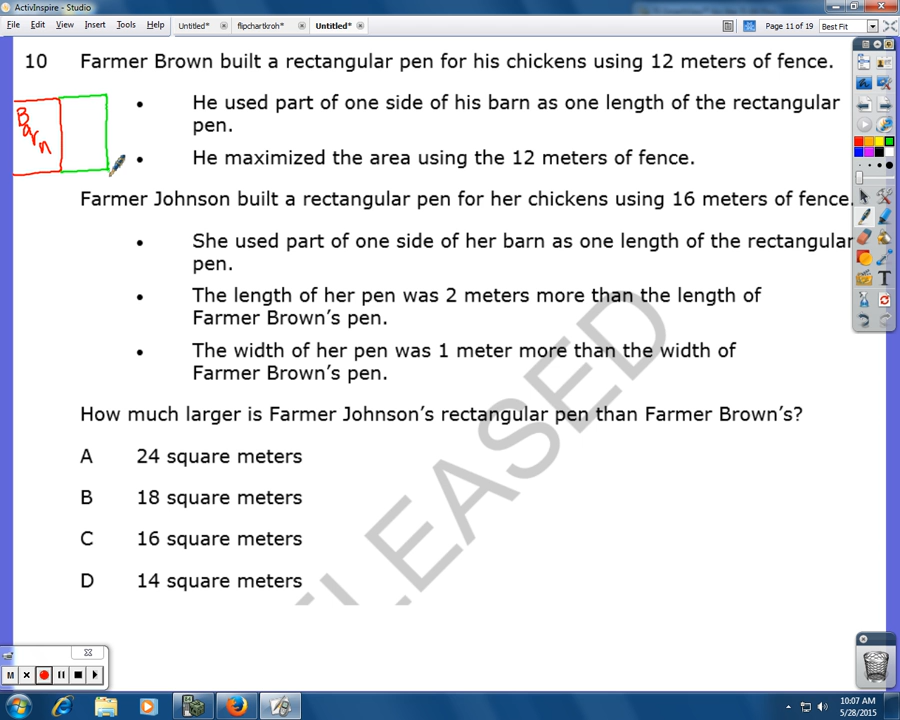 ActivInspire - Studio
File Edit View Insert Tools Help
Untitled*
flipchartkroh*
Untitled*
Page 11 of 19
Best Fit
10 Farmer Brown built a rectangular pen for his chickens using 12 meters of fence.
• He used part of one side of his barn as one length of the rectangular
pen.
• He maximized the area using the 12 meters of fence.
Barn
Farmer Johnson built a rectangular pen for her chickens using 16 meters of fence.
• She used part of one side of her barn as one length of the rectangular
pen.
• The length of her pen was 2 meters more than the length of
Farmer Brown's pen.
• The width of her pen was 1 meter more than the width of
Farmer Brown's pen.
How much larger is Farmer Johnson's rectangular pen than Farmer Brown's?
A 24 square meters
B 18 square meters
C 16 square meters
D 14 square meters
RELEASED
M
T
10:07 AM
5/28/2015